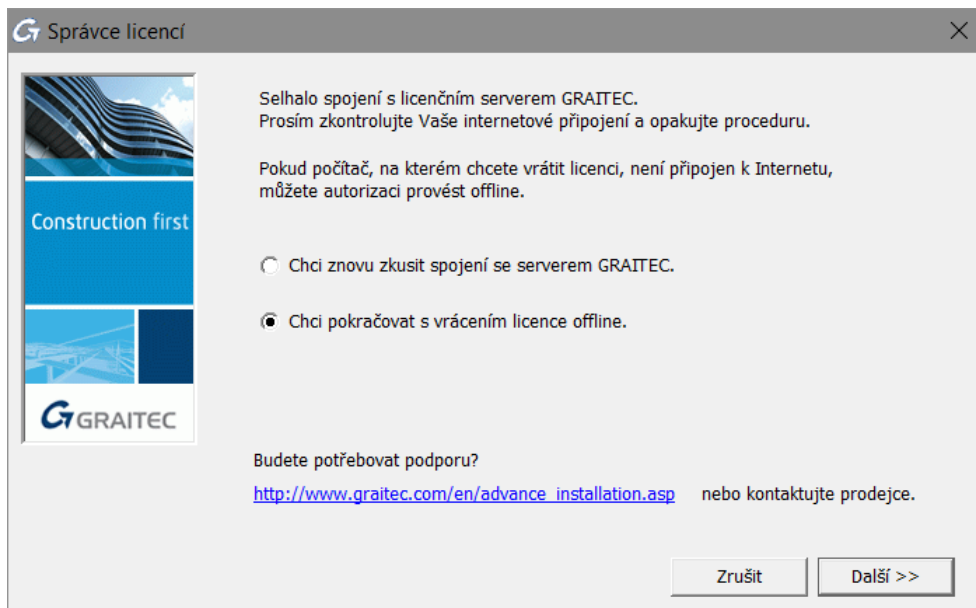 Správce licencí
Selhalo spojení s licenčním serverem GRAITEC.
Prosím zkontrolujte Vaše internetové připojení a opakujte proceduru.
Pokud počítač, na kterém chcete vrátit licenci, není připojen k Internetu,
můžete autorizaci provést offline.
Construction first
Chci znovu zkusit spojení se serverem GRAITEC.
Chci pokračovat s vrácením licence offline.
GRAITEC
Budete potřebovat podporu?
http://www.graitec.com/en/advance_installation.asp nebo kontaktujte prodejce.
Zrušit
Další >>